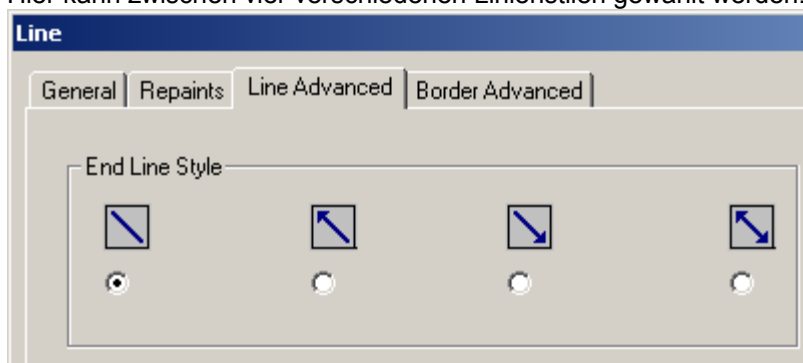 Hier kann zwischen vier verschiedenen Linienstilen gewählt werden.
Line
General Repaints Line Advanced Border Advanced
End Line Style